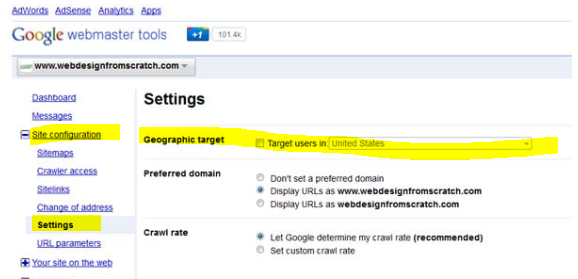 AdWords AdSense Analytics Apps
Google webmaster tools +1 101.4k
www.webdesignfromscratch.com
Dashboard
Messages
Site configuration
Sitemaps
Crawler access
Sitelinks
Change of address
Settings
URL parameters
Your site on the web
Settings
Geographic target Target users in: United States
Preferred domain Don't set a preferred domain
Display URLs as www.webdesignfromscratch.com
Display URLs as webdesignfromscratch.com
Crawl rate Let Google determine my crawl rate (recommended)
Set custom crawl rate